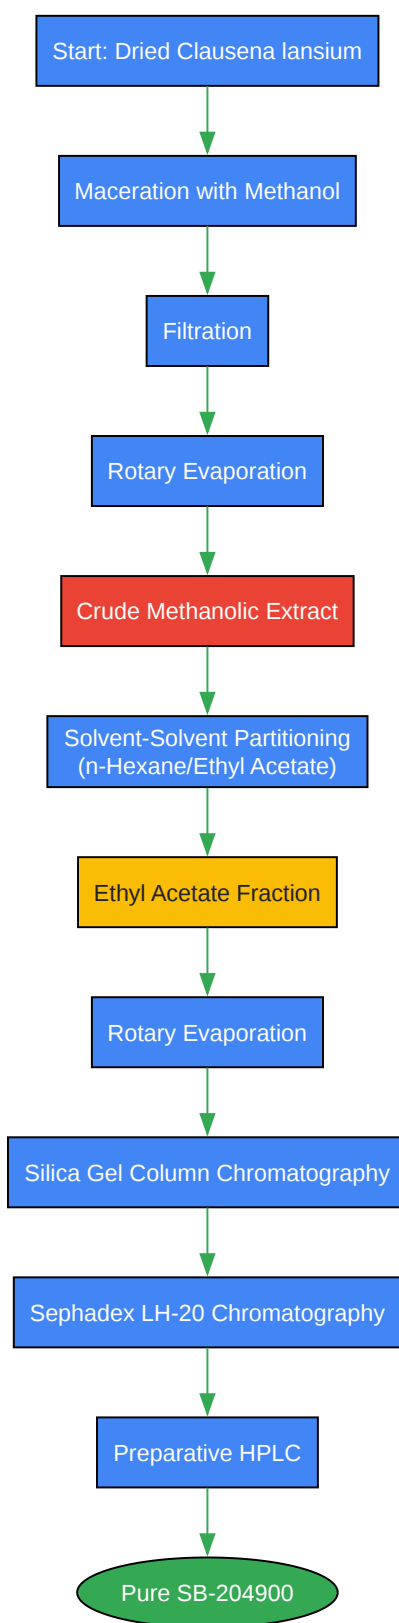 Start: Dried Clausena lansium
Maceration with Methanol
Filtration
Rotary Evaporation
Crude Methanolic Extract
Solvent-Solvent Partitioning
(n-Hexane/Ethyl Acetate)
Ethyl Acetate Fraction
Rotary Evaporation
Silica Gel Column Chromatography
Sephadex LH-20 Chromatography
Preparative HPLC
Pure SB-204900